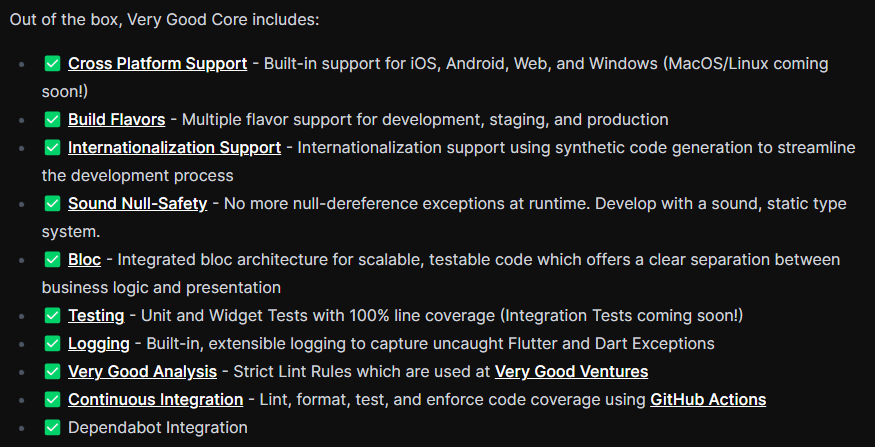 Out of the box, Very Good Core includes:
✅ Cross Platform Support - Built-in support for iOS, Android, Web, and Windows (MacOS/Linux coming
soon!)
✅ Build Flavors - Multiple flavor support for development, staging, and production
✅ Internationalization Support - Internationalization support using synthetic code generation to streamline
the development process
✅ Sound Null-Safety - No more null-dereference exceptions at runtime. Develop with a sound, static type
system.
✅ Bloc - Integrated bloc architecture for scalable, testable code which offers a clear separation between
business logic and presentation
✅ Testing - Unit and Widget Tests with 100% line coverage (Integration Tests coming soon!)
✅ Logging - Built-in, extensible logging to capture uncaught Flutter and Dart Exceptions
✅ Very Good Analysis - Strict Lint Rules which are used at Very Good Ventures
✅ Continuous Integration - Lint, format, test, and enforce code coverage using GitHub Actions
✅ Dependabot Integration